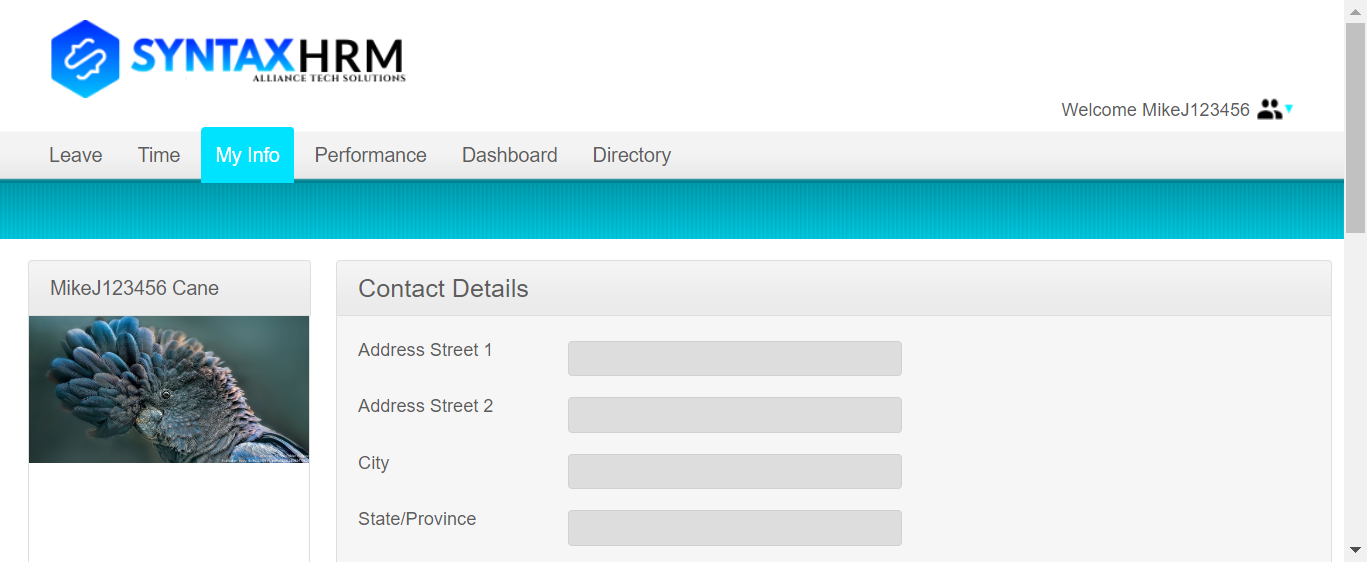 SYNTAXHRM
ALLIANCE TECH SOLUTIONS
Welcome MikeJ123456
Leave Time My Info Performance Dashboard Directory
MikeJ123456 Cane
Contact Details
Address Street 1
Address Street 2
City
State/Province